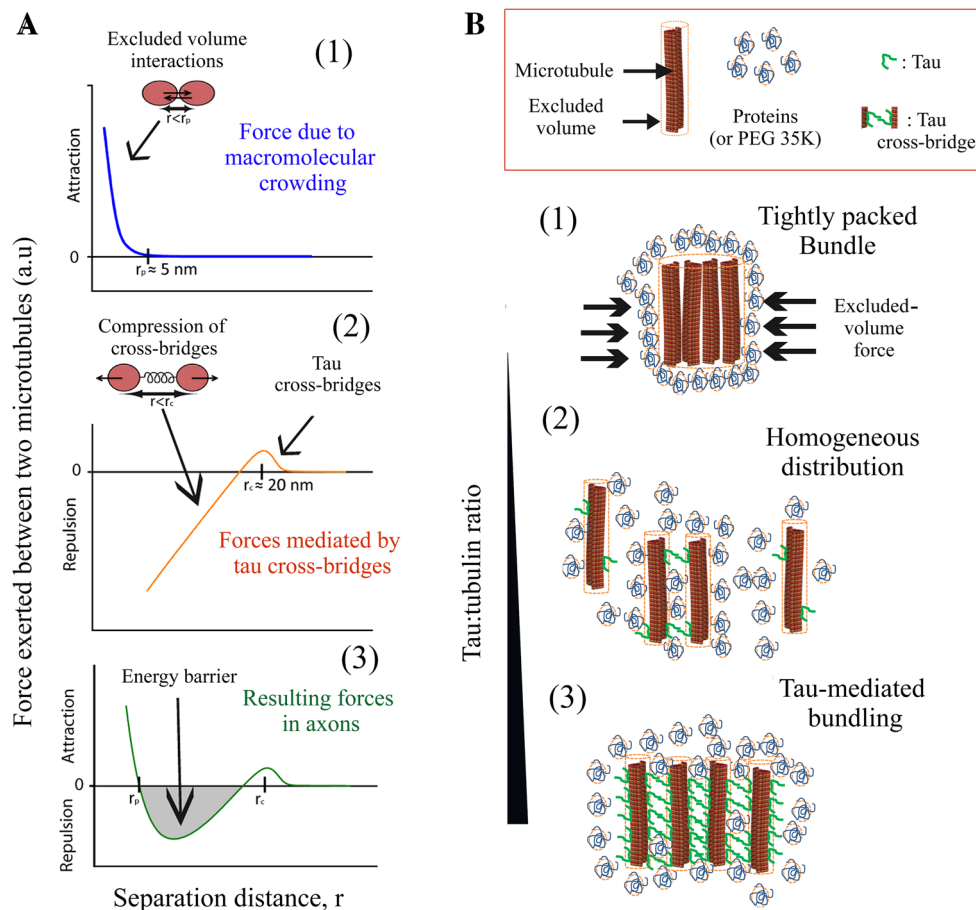 A
Force exerted between two microtubules (a.u)
Excluded volume
interactions
(1)
r<rₚ
Attraction
Force due to
macromolecular
crowding
0
rₚ ≈ 5 nm
Compression of
cross-bridges
(2)
Tau
cross-bridges
r<r꜀
0
r꜀ ≈ 20 nm
Repulsion
Forces mediated by
tau cross-bridges
(3)
Energy barrier
Resulting forces
in axons
Attraction
rₚ
r꜀
Repulsion
Separation distance, r
B
Microtubule
Excluded
volume
Proteins
(or PEG 35K)
: Tau
: Tau
cross-bridge
(1)
Tightly packed
Bundle
Excluded-
volume
force
Tau:tubulin ratio
(2)
Homogeneous
distribution
(3)
Tau-mediated
bundling